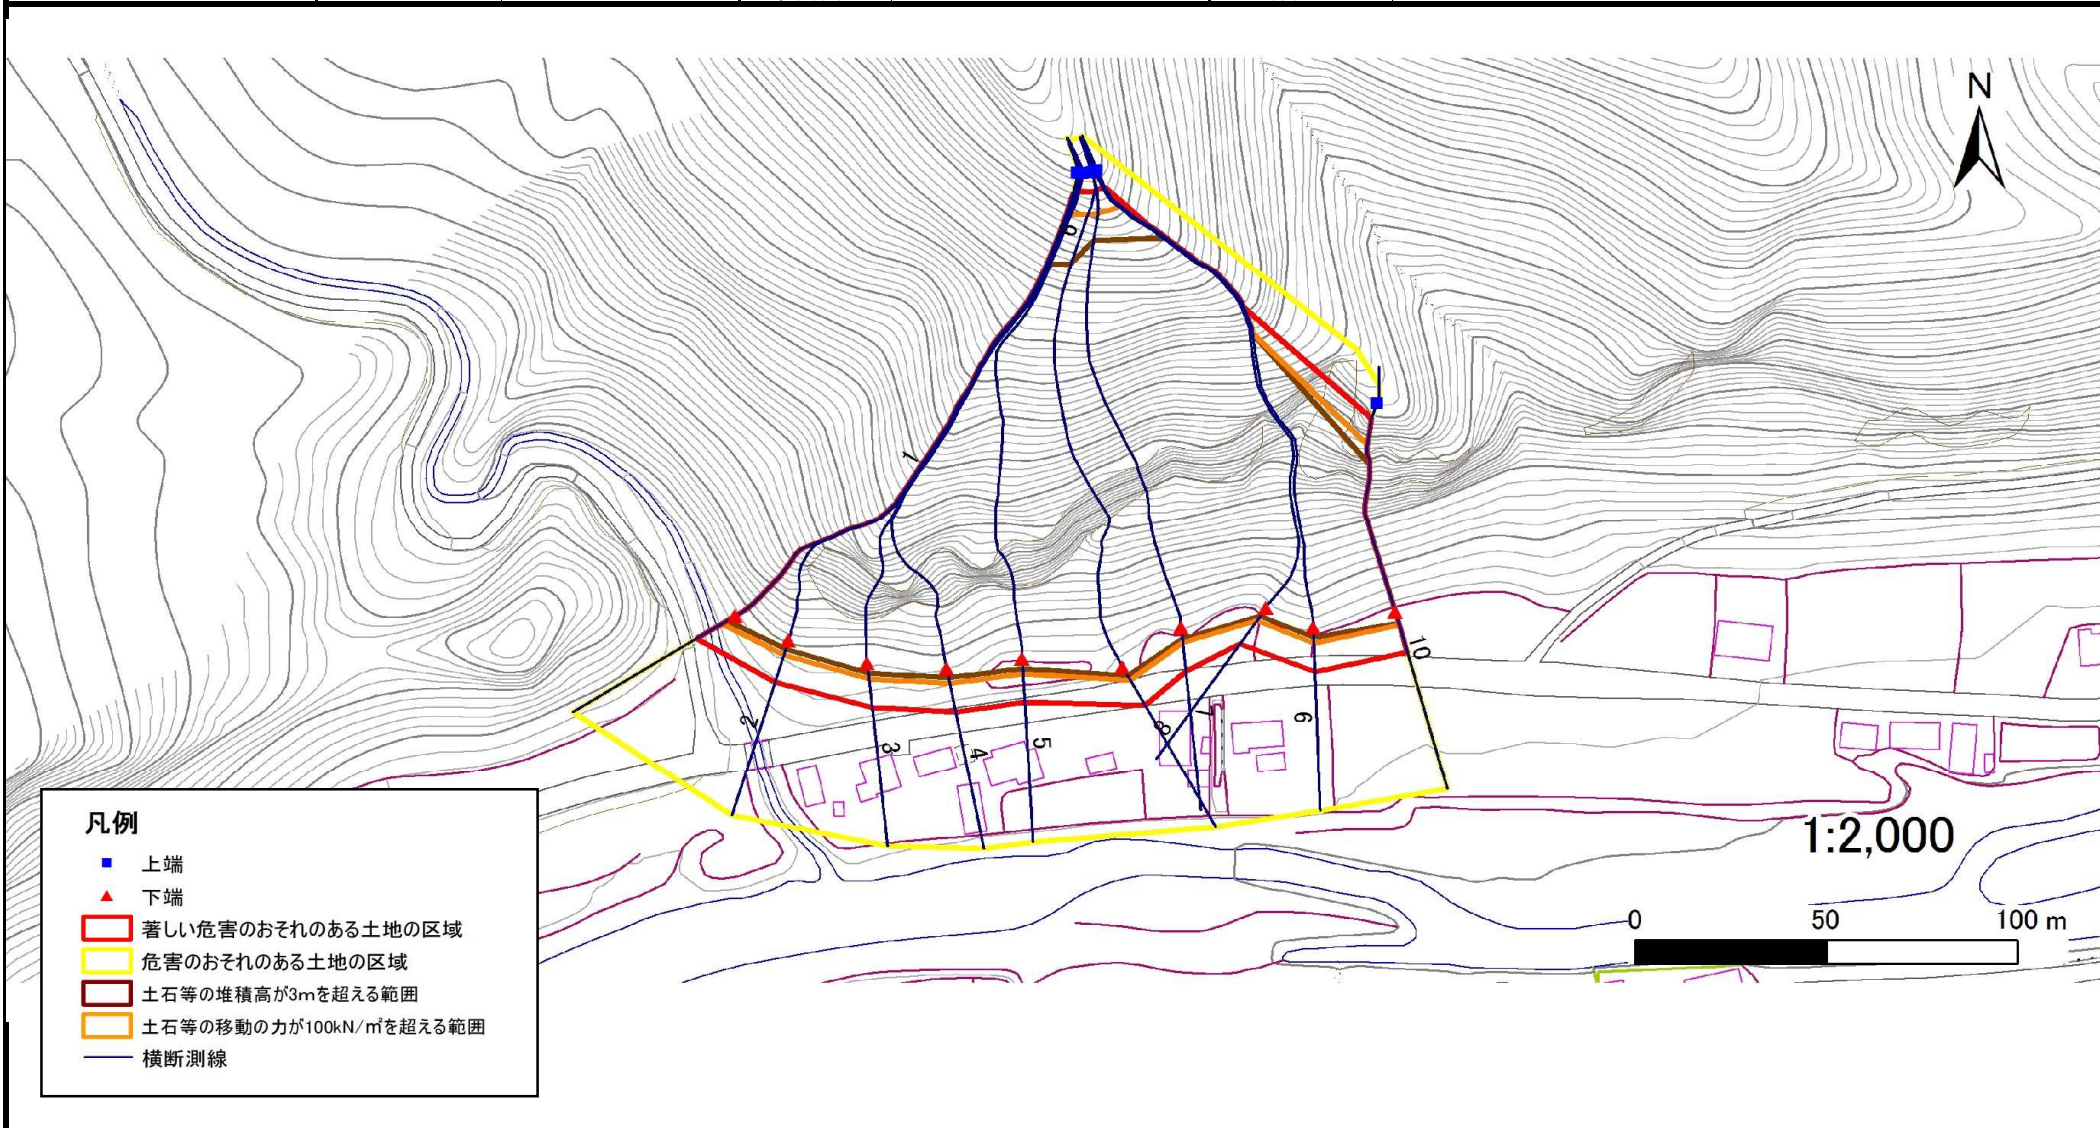 N
1
2
3
4
5
8
7
6
10
1:2,000
0 50 100 m
凡例
上端
下端
著しい危害のおそれのある土地の区域
危害のおそれのある土地の区域
土石等の堆積高が3mを超える範囲
土石等の移動の力が100kN/㎡を超える範囲
横断測線